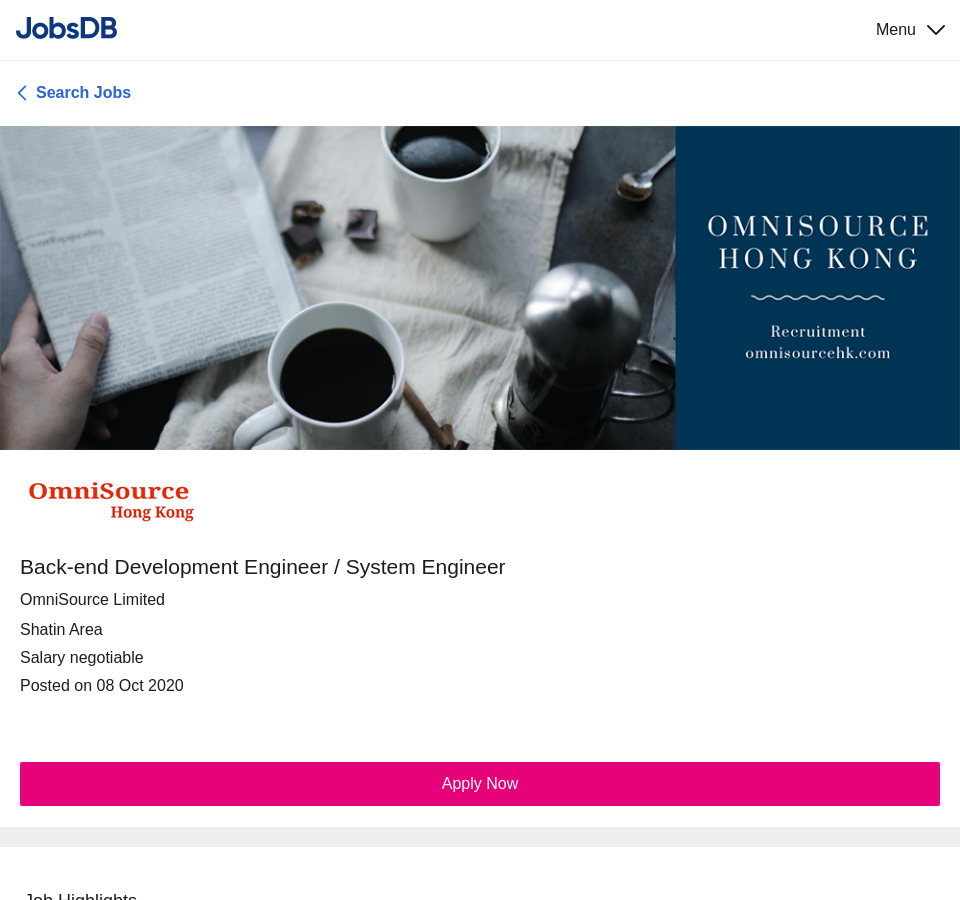 JobsDB
Menu
Search Jobs
OMNISOURCE
HONG KONG
Recruitment
omnisourcehk.com
OmniSource
Hong Kong
Back-end Development Engineer / System Engineer
OmniSource Limited
Shatin Area
Salary negotiable
Posted on 08 Oct 2020
Apply Now
Job Highlights